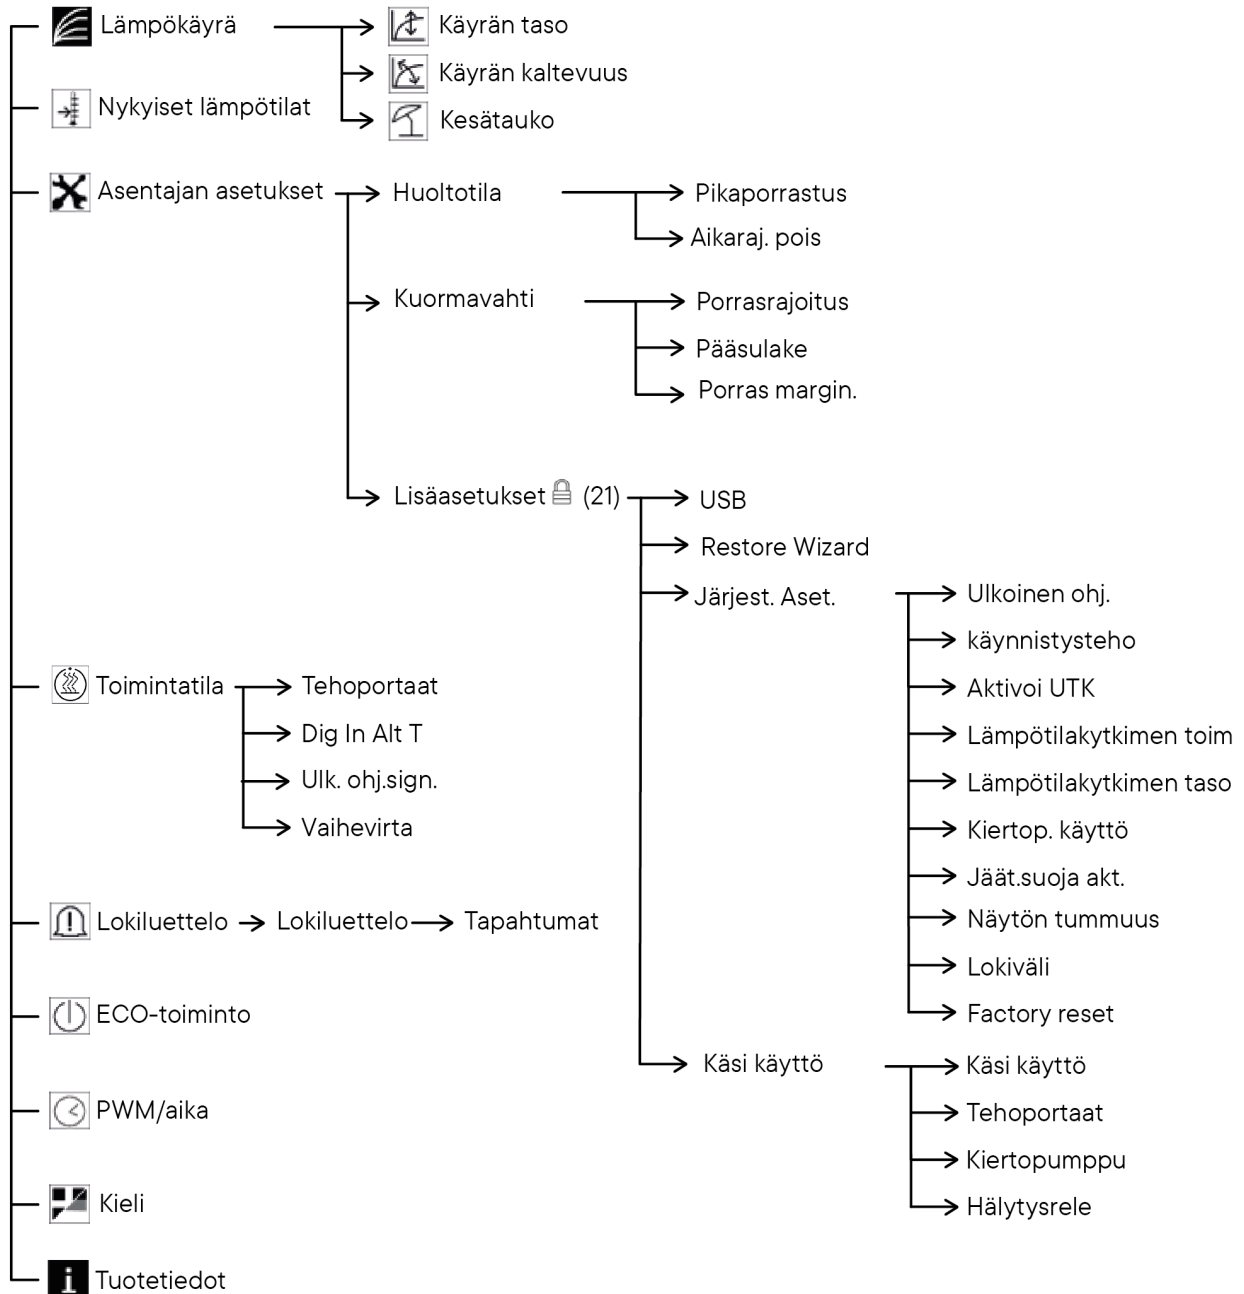 Lämpökäyrä
Käyrän taso
Käyrän kaltevuus
Kesätauko
Nykyiset lämpötilat
Asentajan asetukset
Huoltotila
Pikaporrastus
Aikaraj. pois
Kuormavahti
Porrasrajoitus
Pääsulake
Porras margin.
Lisäasetukset (21)
USB
Restore Wizard
Järjest. Aset.
Ulkoinen ohj.
käynnistysteho
Aktivoi UTK
Lämpötilakytkimen toim
Lämpötilakytkimen taso
Kiertop. käyttö
Jäät.suoja akt.
Näytön tummuus
Lokiväli
Factory reset
Käsi käyttö
Käsi käyttö
Tehoportaat
Kiertopumppu
Hälytysrele
Toimintatila
Tehoportaat
Dig In Alt T
Ulk. ohj.sign.
Vaihevirta
Lokiluettelo
Lokiluettelo
Tapahtumat
ECO-toiminto
PWM/aika
Kieli
i Tuotetiedot